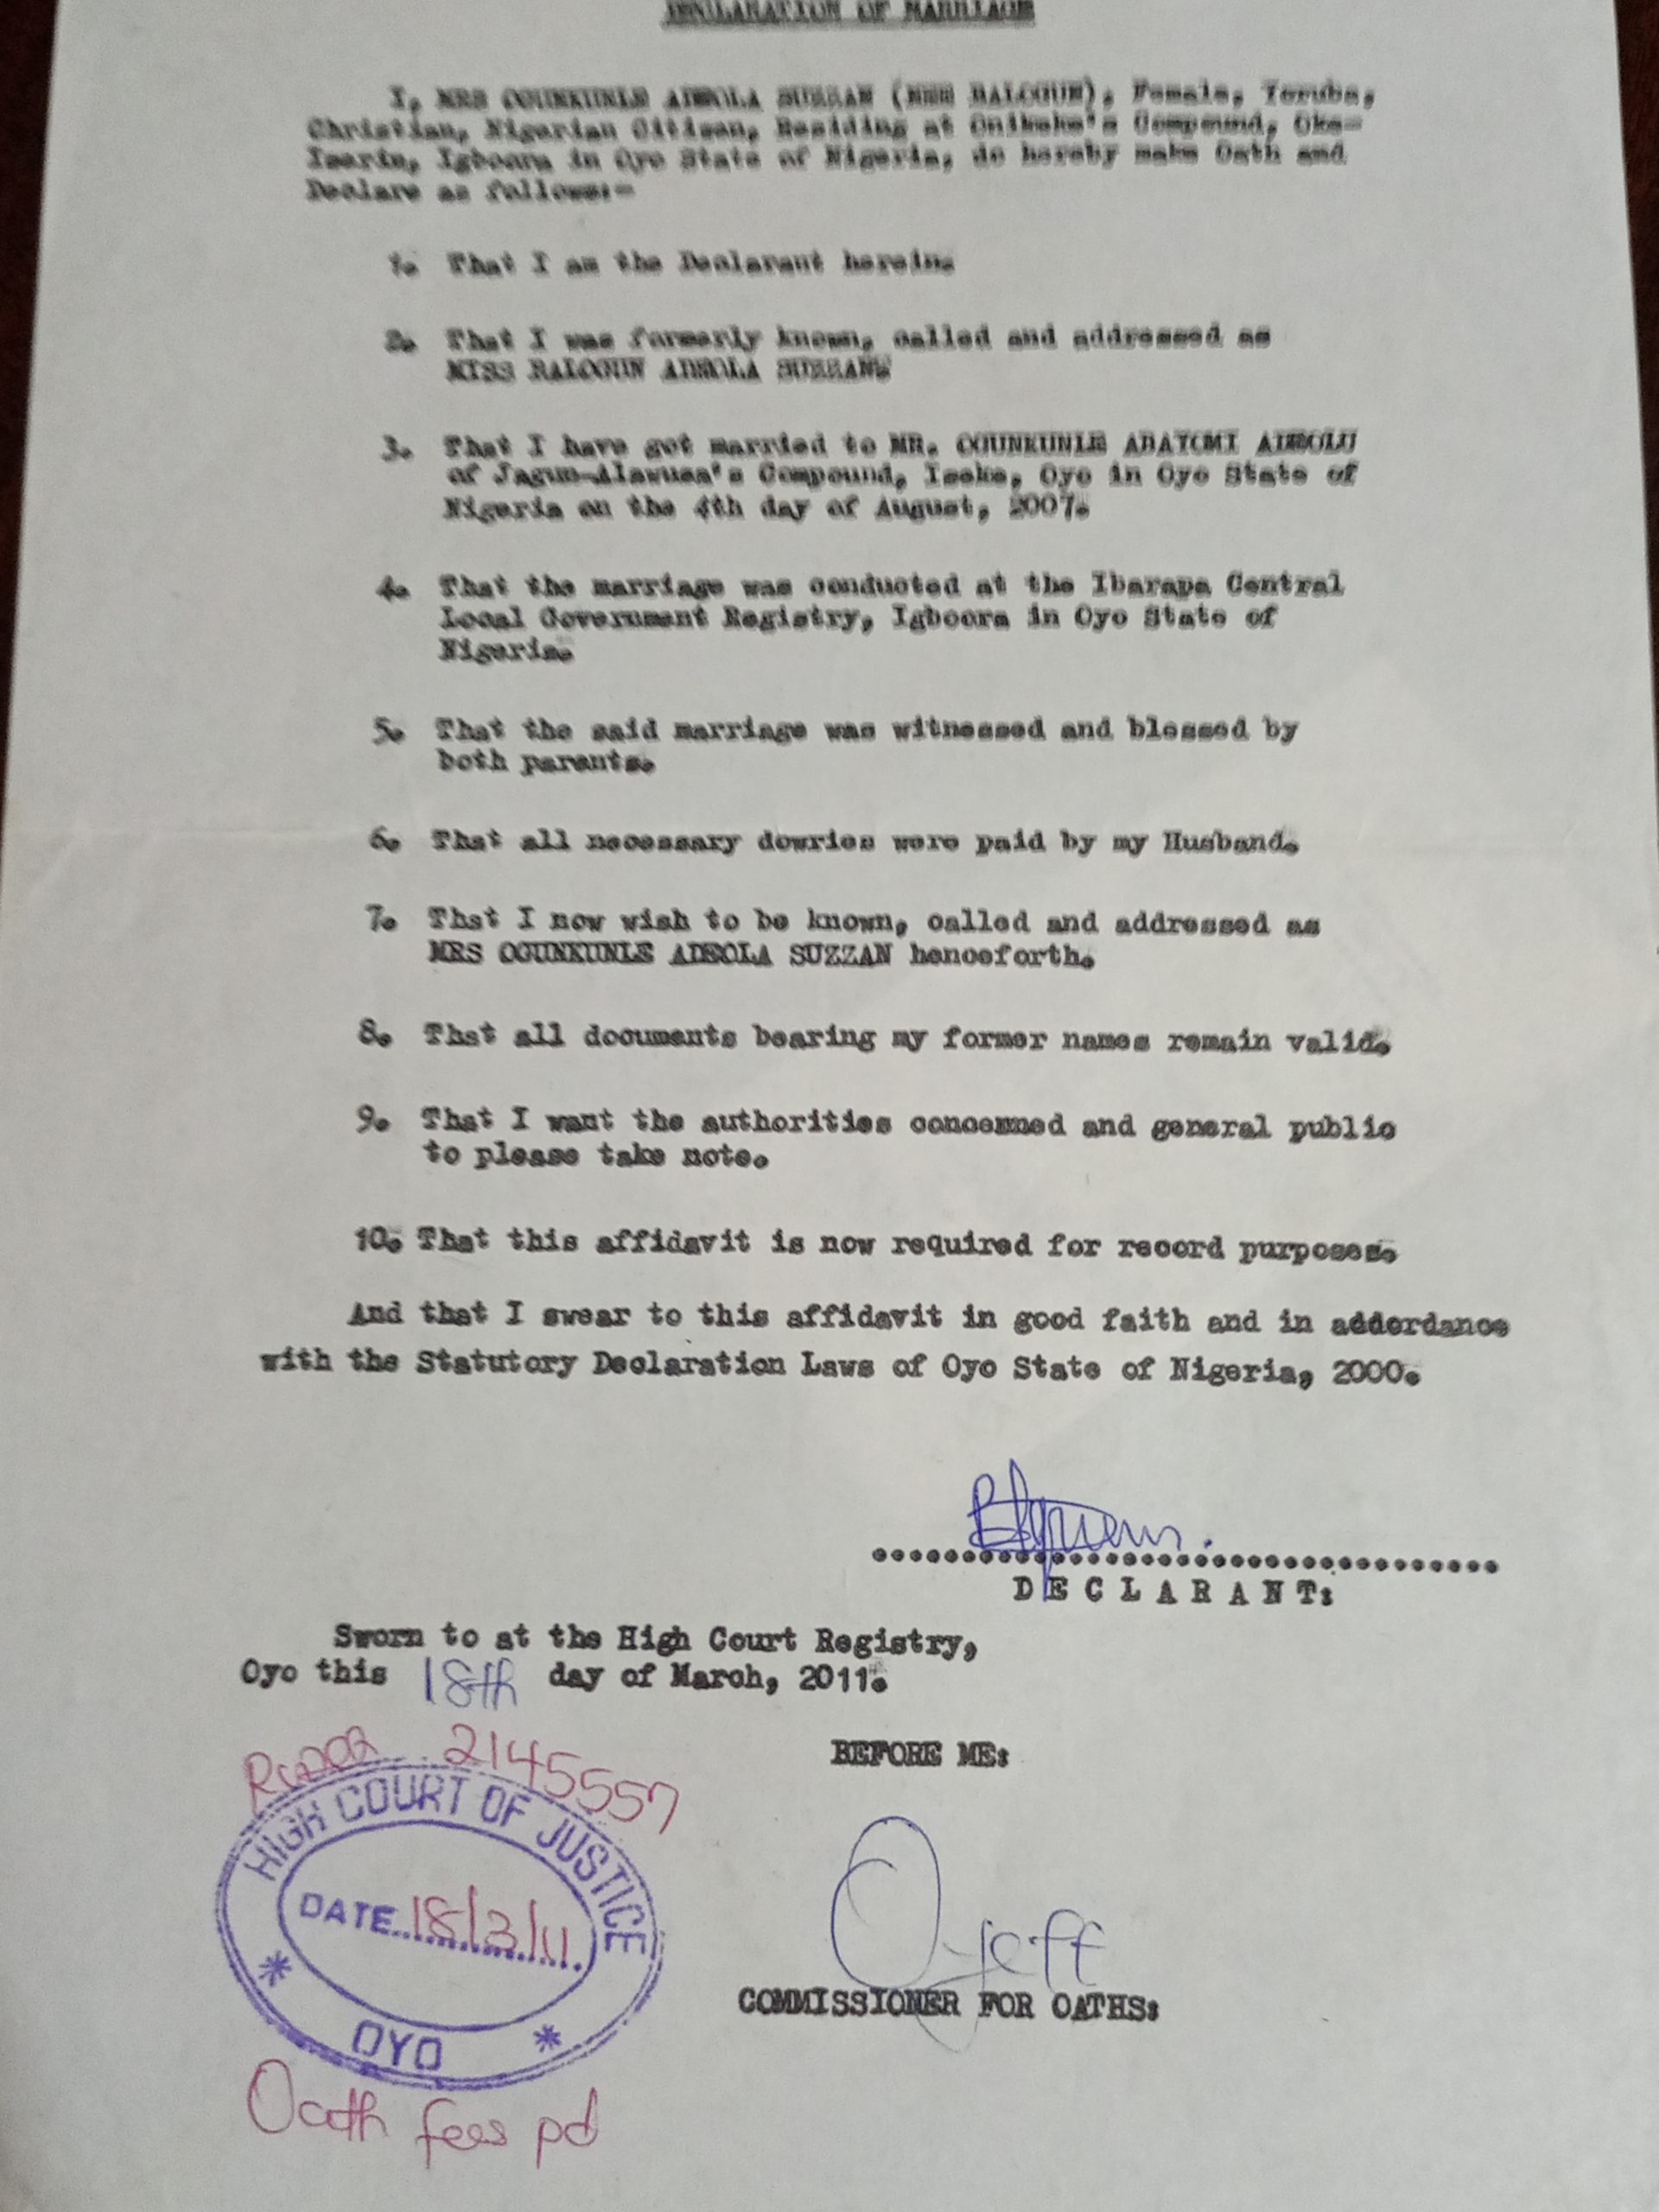 DECLARATION OF MARRIAGE
I, MRS OGUNKUNLE ADEOLA SUZZAN (NEE BALOGUN), Female, Yoruba,
Christian, Nigerian Citizen, Residing at Onikeke's Compound, Oke-
Iserin, Igboora in Oyo State of Nigeria, do hereby make Oath and
Declare as follows:-
1. That I am the Declarant herein.
2. That I was formerly known, called and addressed as
MISS BALOGUN ADEOLA SUZZAN.
3. That I have got married to MR. OGUNKUNLE ABAYOMI ADEOLU
of Jagun-Alawusa's Compound, Iseke, Oyo in Oyo State of
Nigeria on the 4th day of August, 2007.
4. That the marriage was conducted at the Ibarapa Central
Local Government Registry, Igboora in Oyo State of
Nigeria.
5. That the said marriage was witnessed and blessed by
both parents.
6. That all necessary dowries were paid by my Husband.
7. That I now wish to be known, called and addressed as
MRS OGUNKUNLE ADEOLA SUZZAN henceforth.
8. That all documents bearing my former names remain valid.
9. That I want the authorities concemned and general public
to please take note.
10. That this affidavit is now required for record purposes.
And that I swear to this affidavit in good faith and in addordance
with the Statutory Declaration Laws of Oyo State of Nigeria, 2000.
DECLARANT:
Sworn to at the High Court Registry,
Oyo this 18th day of March, 2011.
2145557
BEFORE ME:
HIGH COURT OF JUSTICE
DATE 18/3/11
OYO
COMMISSIONER FOR OATHS:
Oath fees pd